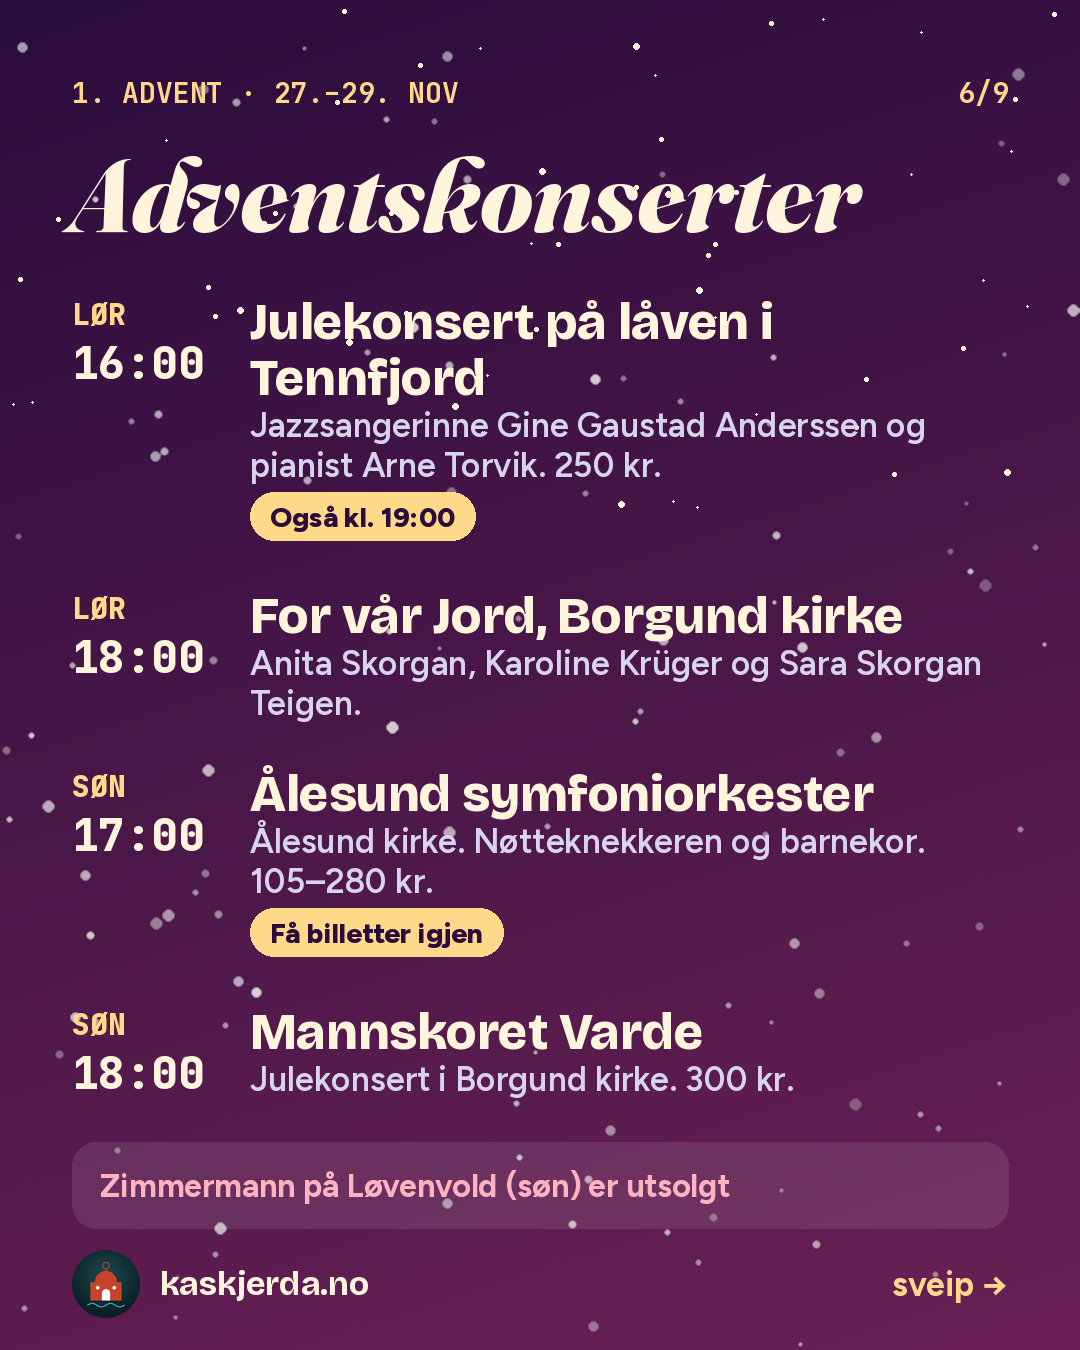 1. ADVENT · 27.–29. NOV
6/9
Adventskonserter
LØR
16:00
Julekonsert på låven i
Tennfjord
Jazzsangerinne Gine Gaustad Anderssen og
pianist Arne Torvik. 250 kr.
Også kl. 19:00
LØR
18:00
For vår Jord, Borgund kirke
Anita Skorgan, Karoline Krüger og Sara Skorgan
Teigen.
SØN
17:00
Ålesund symfoniorkester
Ålesund kirke. Nøtteknekkeren og barnekor.
105–280 kr.
Få billetter igjen
SØN
18:00
Mannskoret Varde
Julekonsert i Borgund kirke. 300 kr.
Zimmermann på Løvenvold (søn) er utsolgt
kaskjerda.no
sveip →